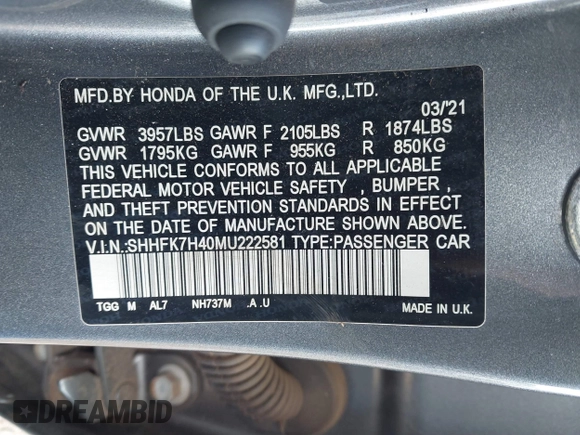 MFD.BY HONDA OF THE U.K. MFG.,LTD.
03/'21
GVWR 3957LBS GAWR F 2105LBS R 1874LBS
GVWR 1795KG GAWR F 955KG R 850KG
THIS VEHICLE CONFORMS TO ALL APPLICABLE
FEDERAL MOTOR VEHICLE SAFETY , BUMPER ,
AND THEFT PREVENTION STANDARDS IN EFFECT
ON THE DATE OF MANUFACTURE SHOWN ABOVE.
V.I.N.:SHHFK7H40MU222581 TYPE:PASSENGER CAR
TGG M AL7 NH737M .A .U MADE IN U.K.
DREAMBID